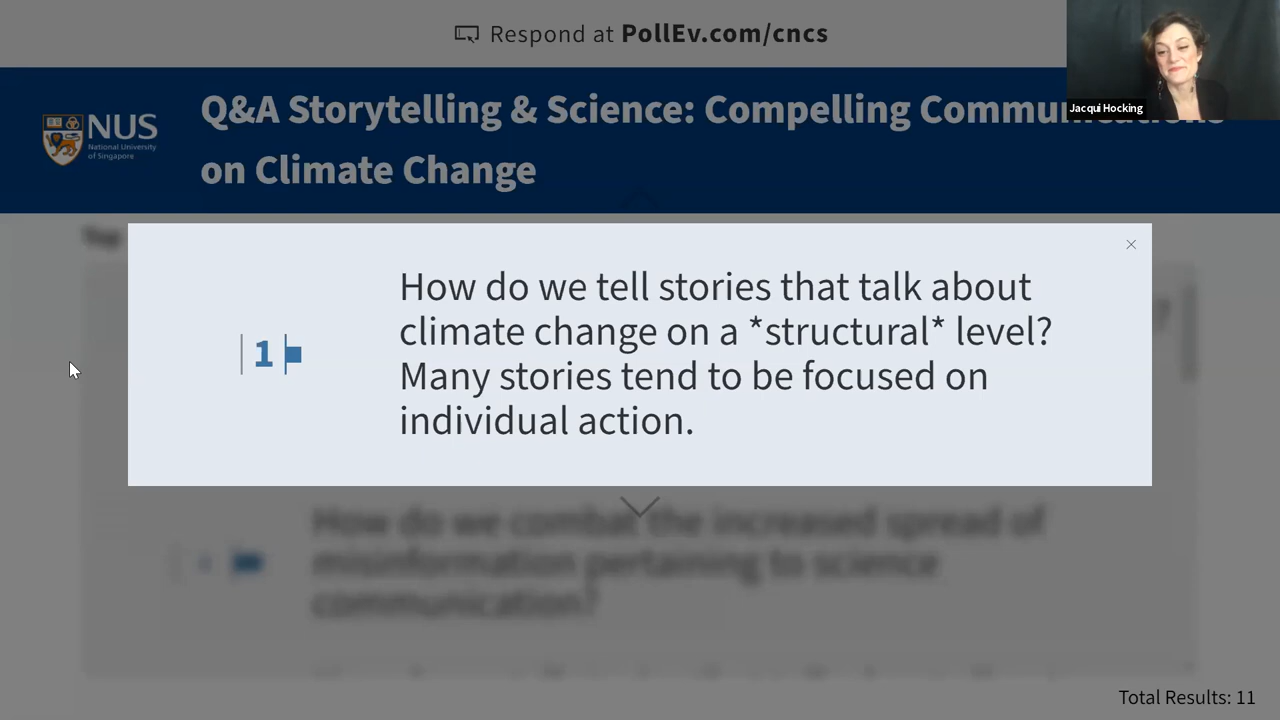 Respond at PollEv.com/cncs
Jacqui Hocking
NUS
National University
of Singapore
Q&A Storytelling & Science: Compelling Communications
on Climate Change
Top
How do we tell stories that talk about
climate change on a *structural* level?
1
Many stories tend to be focused on
individual action.
How do we combat the increased spread of
misinformation pertaining to science
communication?
Total Results: 11